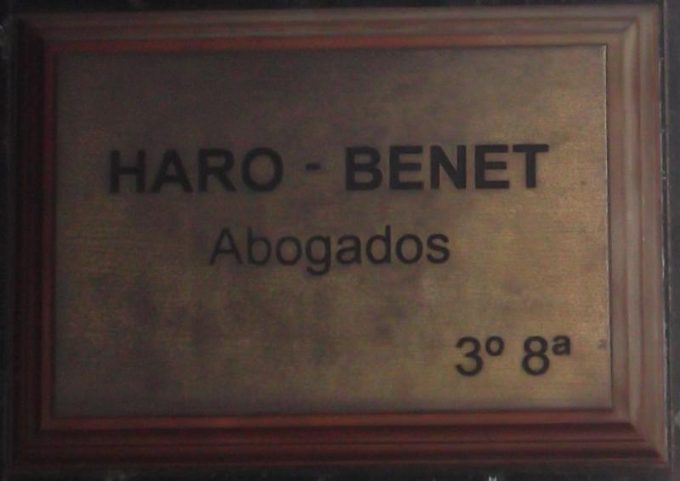 HARO - BENET
Abogados
3º 8ª